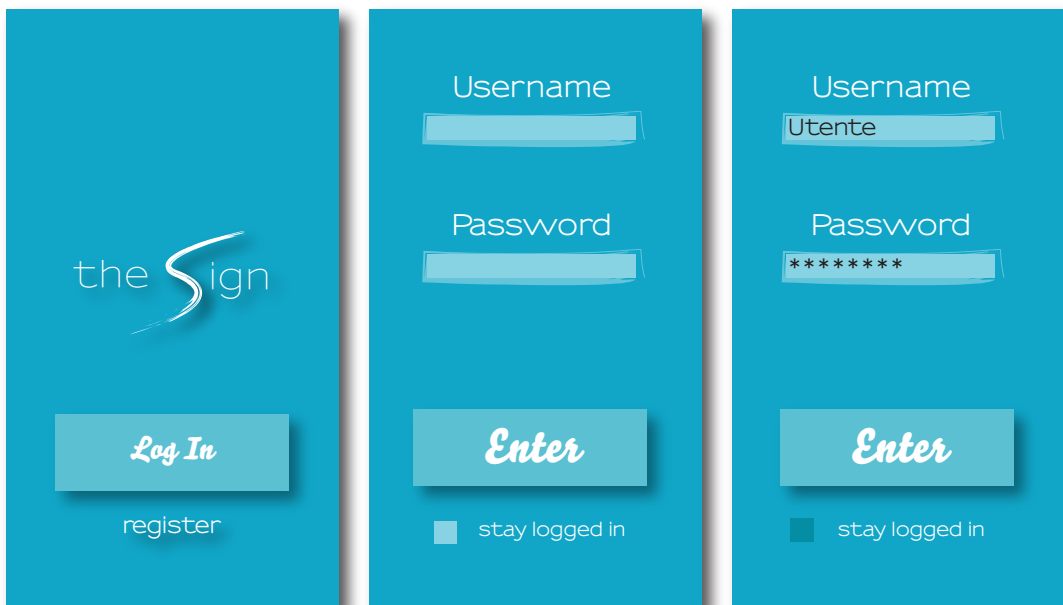 the Sign
Log In
register
Username
Password
Enter
stay logged in
Username
Utente
Password
********
Enter
stay logged in